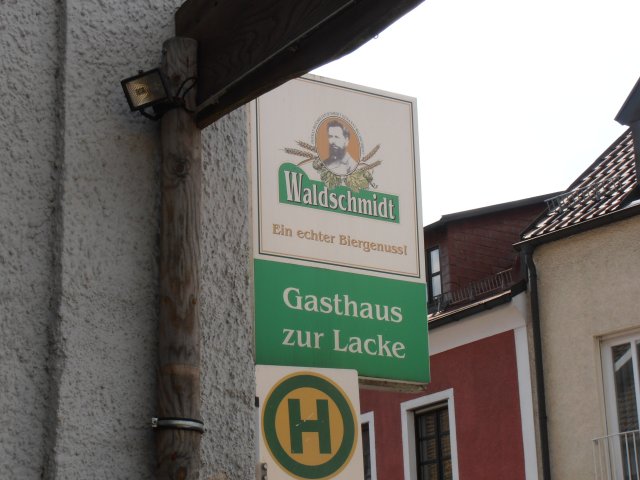 Waldschmidt
Ein echter Biergenuss!
Gasthaus
zur Lacke
H